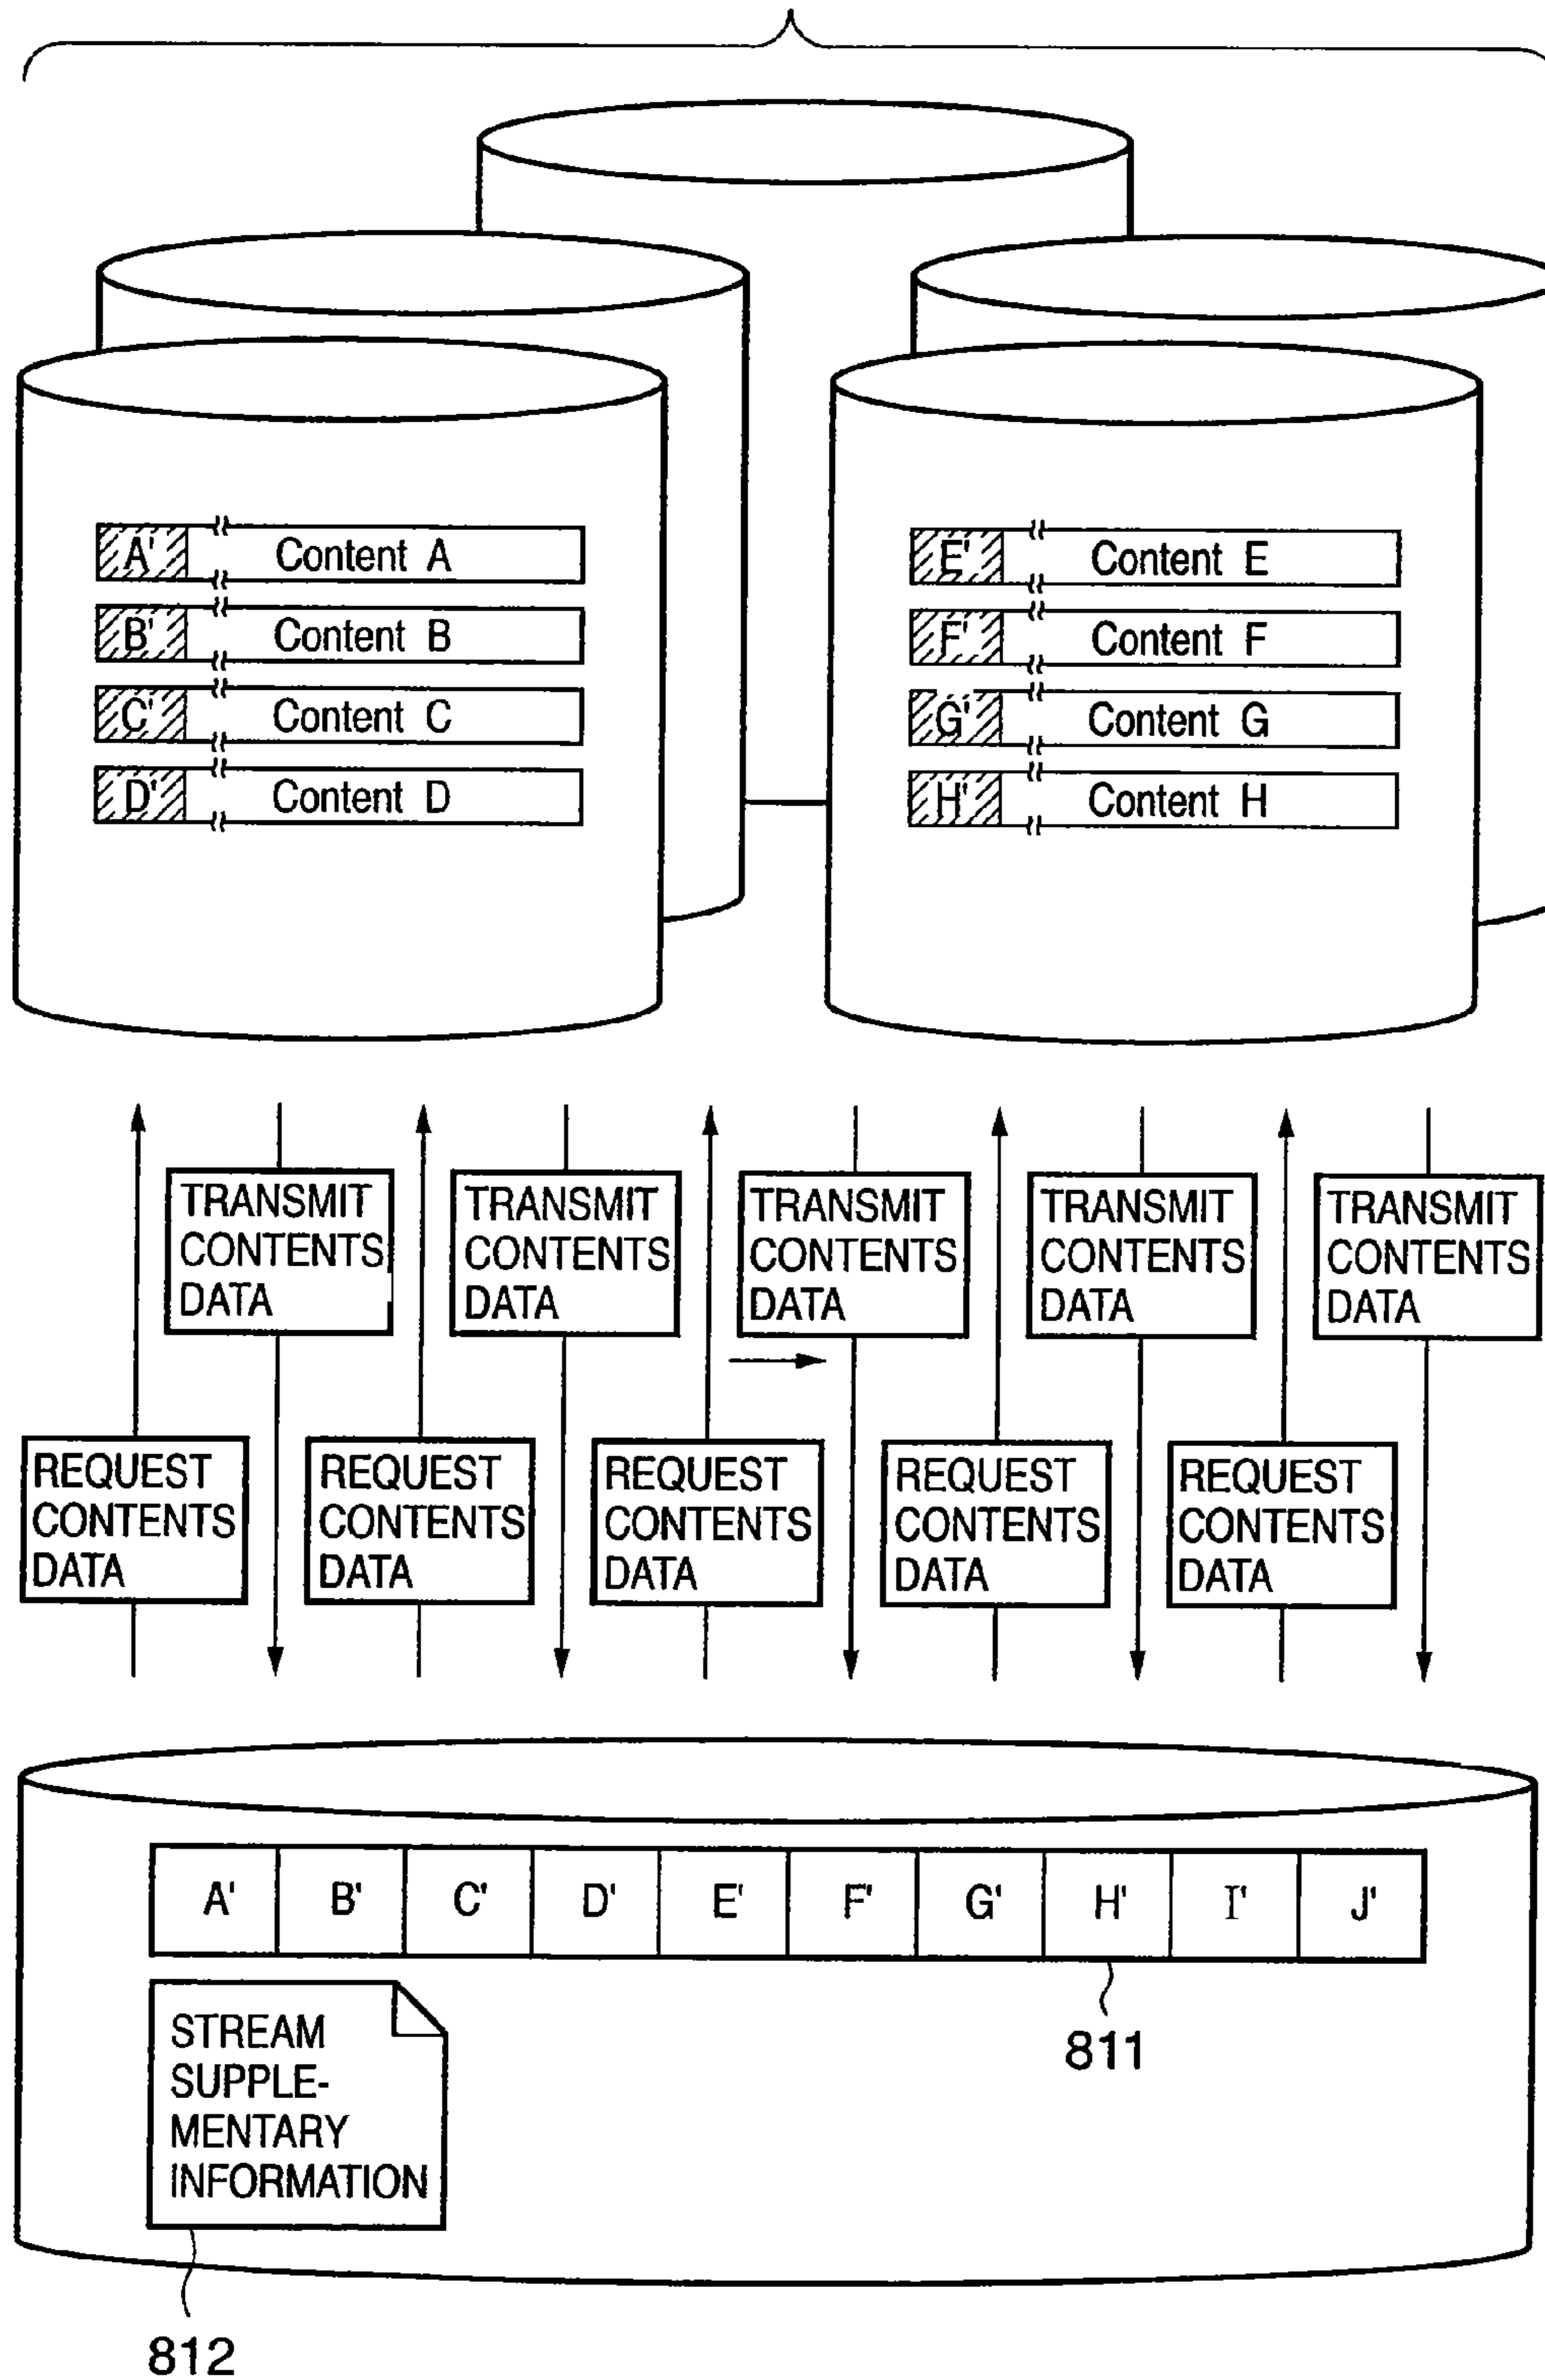 A' Content A
B' Content B
C' Content C
D' Content D
E' Content E
F' Content F
G' Content G
H' Content H
TRANSMIT
CONTENTS
DATA
TRANSMIT
CONTENTS
DATA
TRANSMIT
CONTENTS
DATA
TRANSMIT
CONTENTS
DATA
TRANSMIT
CONTENTS
DATA
REQUEST
CONTENTS
DATA
REQUEST
CONTENTS
DATA
REQUEST
CONTENTS
DATA
REQUEST
CONTENTS
DATA
REQUEST
CONTENTS
DATA
A' B' C' D' E' F' G' H' I' J'
811
STREAM
SUPPLE-
MENTARY
INFORMATION
812